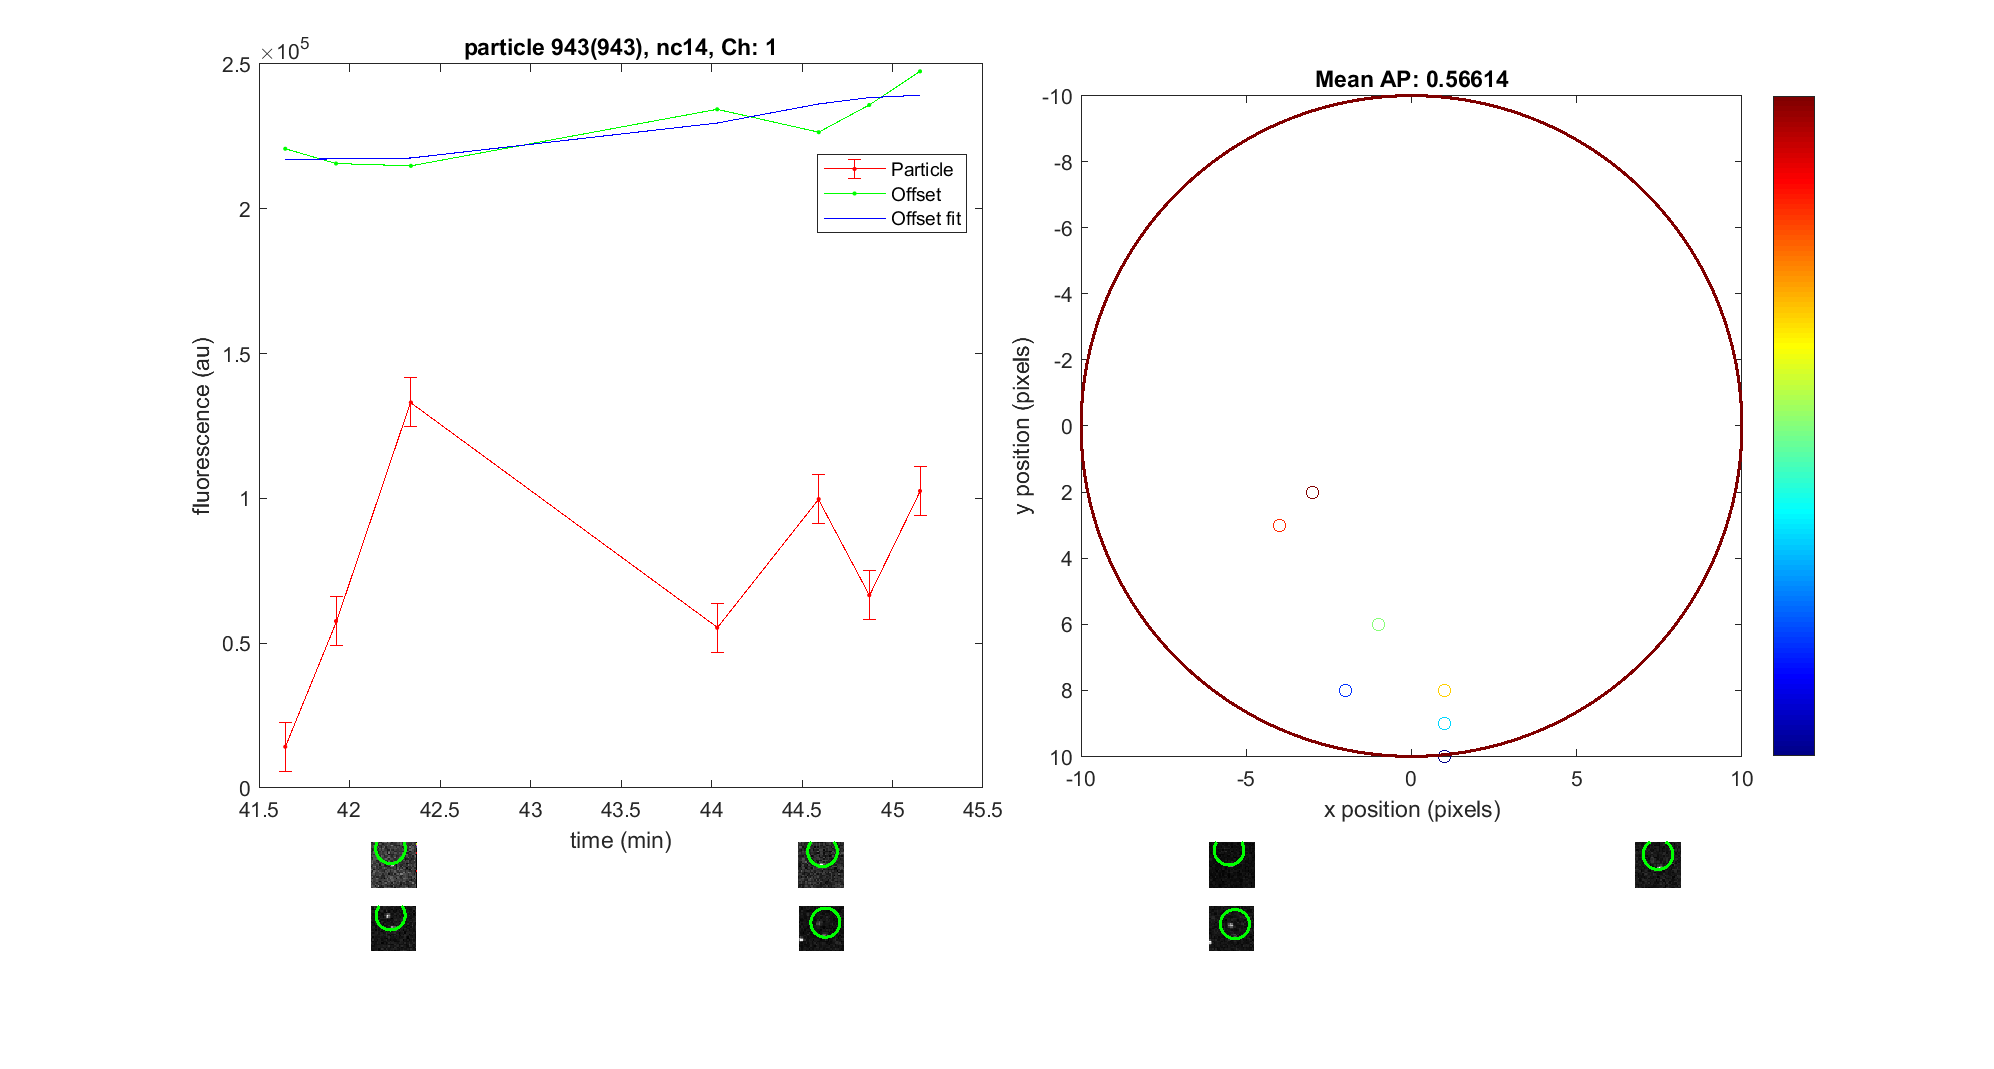 particle 943(943), nc14, Ch: 1
×10^5
2.5
2
1.5
1
0.5
0
fluorescence (au)
41.5 42 42.5 43 43.5 44 44.5 45 45.5
time (min)
Particle
Offset
Offset fit
Mean AP: 0.56614
-10
-8
-6
-4
-2
0
2
4
6
8
10
y position (pixels)
-10 -5 0 5 10
x position (pixels)